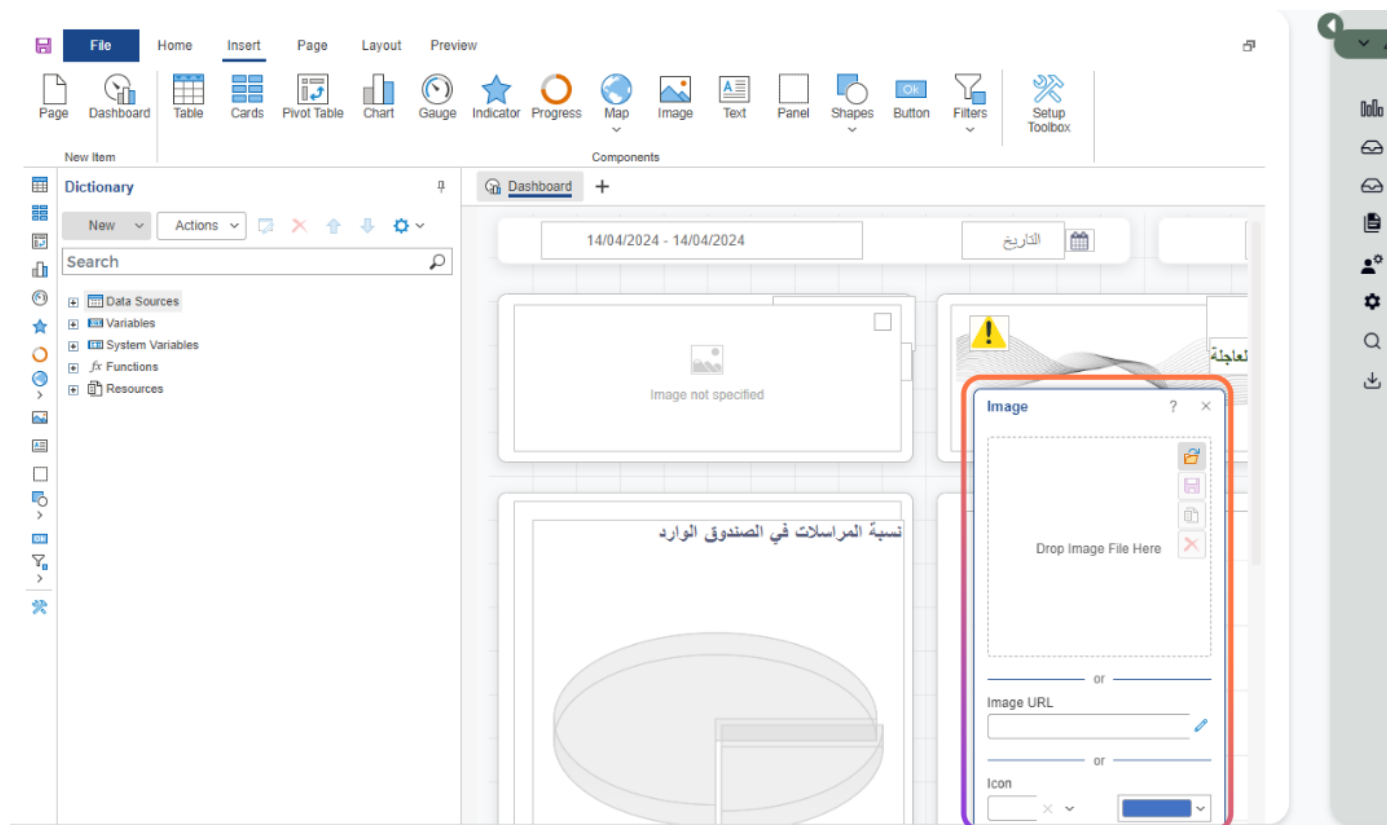 File Home Insert Page Layout Preview
Page Dashboard Table Cards Pivot Table Chart Gauge Indicator Progress Map Image Text Panel Shapes Button Filters Setup Toolbox
New Item Components
Dictionary
Dashboard
New Actions
Search
Data Sources
Variables
System Variables
Functions
Resources
14/04/2024 - 14/04/2024
التاريخ
Image not specified
لعاجلة
نسبة المراسلات في الصندوق الوارد
Image
Drop Image File Here
or
Image URL
or
Icon